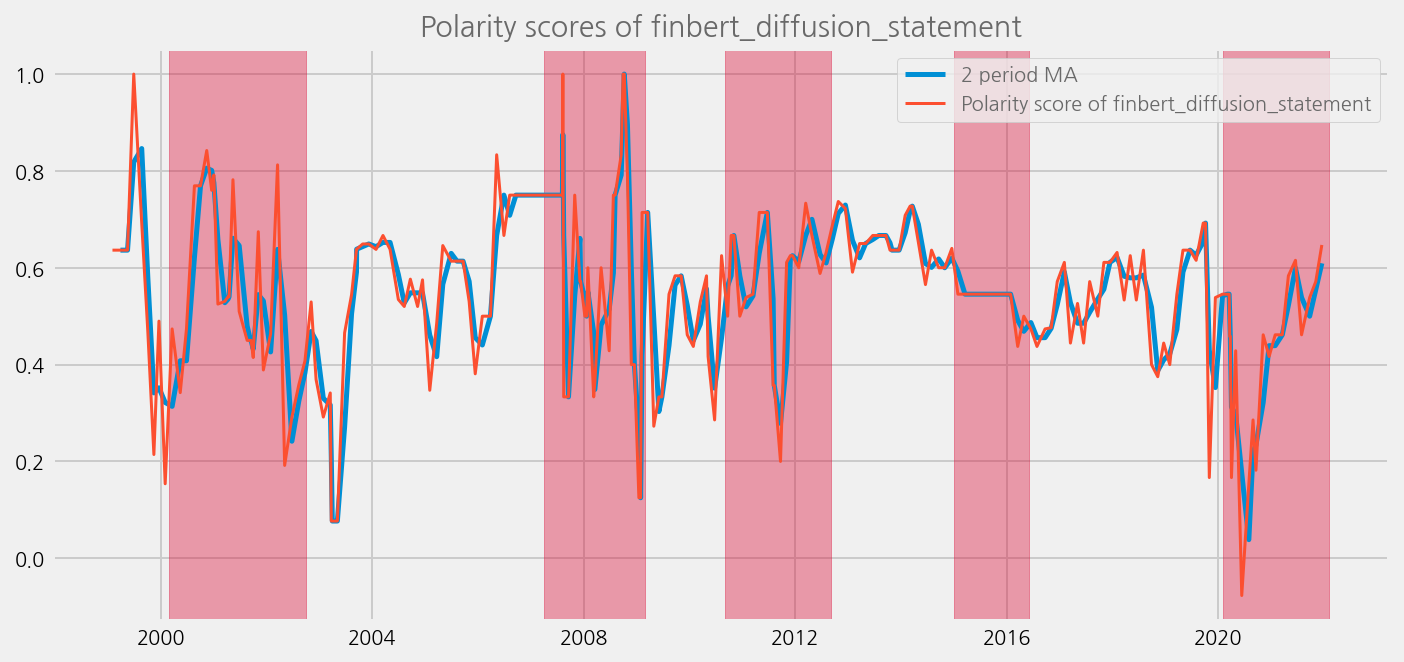 Polarity scores of finbert_diffusion_statement
2 period MA
Polarity score of finbert_diffusion_statement
1.0
0.8
0.6
0.4
0.2
0.0
2000 2004 2008 2012 2016 2020